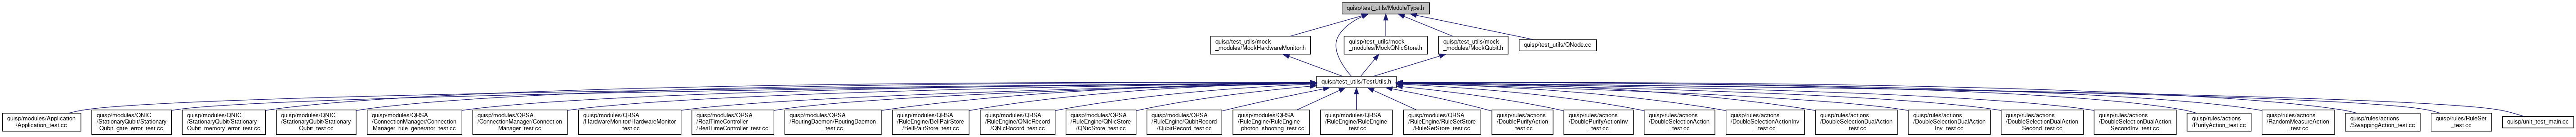 quisp/test_utils/ModuleType.h
quisp/test_utils/mock
_modules/MockHardwareMonitor.h
quisp/test_utils/mock
_modules/MockQNicStore.h
quisp/test_utils/mock
_modules/MockQubit.h
quisp/test_utils/QNode.cc
quisp/test_utils/TestUtils.h
quisp/modules/Application
/Application_test.cc
quisp/modules/QNIC
/StationaryQubit/Stationary
Qubit_gate_error_test.cc
quisp/modules/QNIC
/StationaryQubit/Stationary
Qubit_memory_error_test.cc
quisp/modules/QNIC
/StationaryQubit/Stationary
Qubit_test.cc
quisp/modules/QRSA
/ConnectionManager/Connection
Manager_rule_generator_test.cc
quisp/modules/QRSA
/ConnectionManager/Connection
Manager_test.cc
quisp/modules/QRSA
/HardwareMonitor/HardwareMonitor
_test.cc
quisp/modules/QRSA
/RealTimeController
/RealTimeController_test.cc
quisp/modules/QRSA
/RoutingDaemon/RoutingDaemon
_test.cc
quisp/modules/QRSA
/RuleEngine/BellPairStore
/BellPairStore_test.cc
quisp/modules/QRSA
/RuleEngine/QNicRecord
/QNicRocord_test.cc
quisp/modules/QRSA
/RuleEngine/QNicStore
/QNicStore_test.cc
quisp/modules/QRSA
/RuleEngine/QubitRecord
/QubitRecord_test.cc
quisp/modules/QRSA
/RuleEngine/RuleEngine
_photon_shooting_test.cc
quisp/modules/QRSA
/RuleEngine/RuleEngine
_test.cc
quisp/modules/QRSA
/RuleEngine/RuleSetStore
/RuleSetStore_test.cc
quisp/rules/actions
/DoublePurifyAction
_test.cc
quisp/rules/actions
/DoublePurifyActionInv
_test.cc
quisp/rules/actions
/DoubleSelectionAction
_test.cc
quisp/rules/actions
/DoubleSelectionActionInv
_test.cc
quisp/rules/actions
/DoubleSelectionDualAction
_test.cc
quisp/rules/actions
/DoubleSelectionDualAction
Inv_test.cc
quisp/rules/actions
/DoubleSelectionDualAction
Second_test.cc
quisp/rules/actions
/DoubleSelectionDualAction
SecondInv_test.cc
quisp/rules/actions
/PurifyAction_test.cc
quisp/rules/actions
/RandomMeasureAction
_test.cc
quisp/rules/actions
/SwappingAction_test.cc
quisp/rules/RuleSet
_test.cc
quisp/unit_test_main.cc